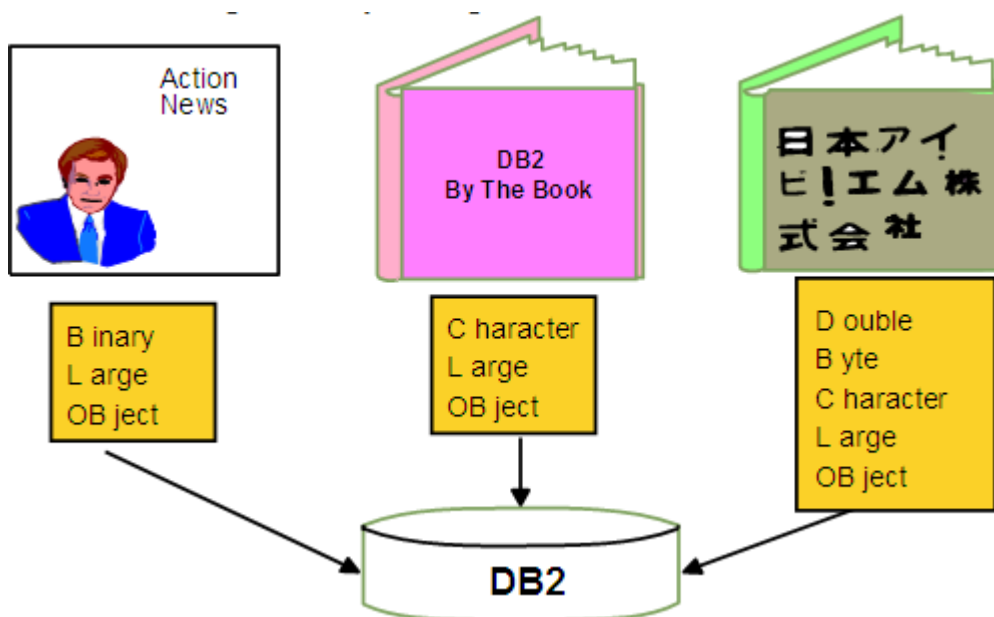 Action
News
DB2
By The Book
日本アイ
ビ!エム株
式会社
B inary
L arge
OB ject
C haracter
L arge
OB ject
D ouble
B yte
C haracter
L arge
OB ject
DB2